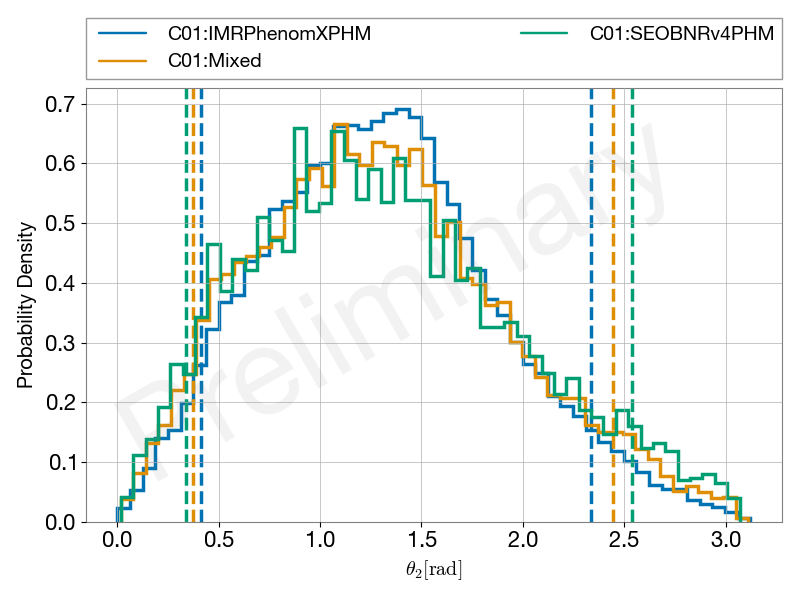 C01:IMRPhenomXPHM
C01:Mixed
C01:SEOBNRv4PHM
Preliminary
Probability Density
0.7
0.6
0.5
0.4
0.3
0.2
0.1
0.0
0.0 0.5 1.0 1.5 2.0 2.5 3.0
θ₂[rad]